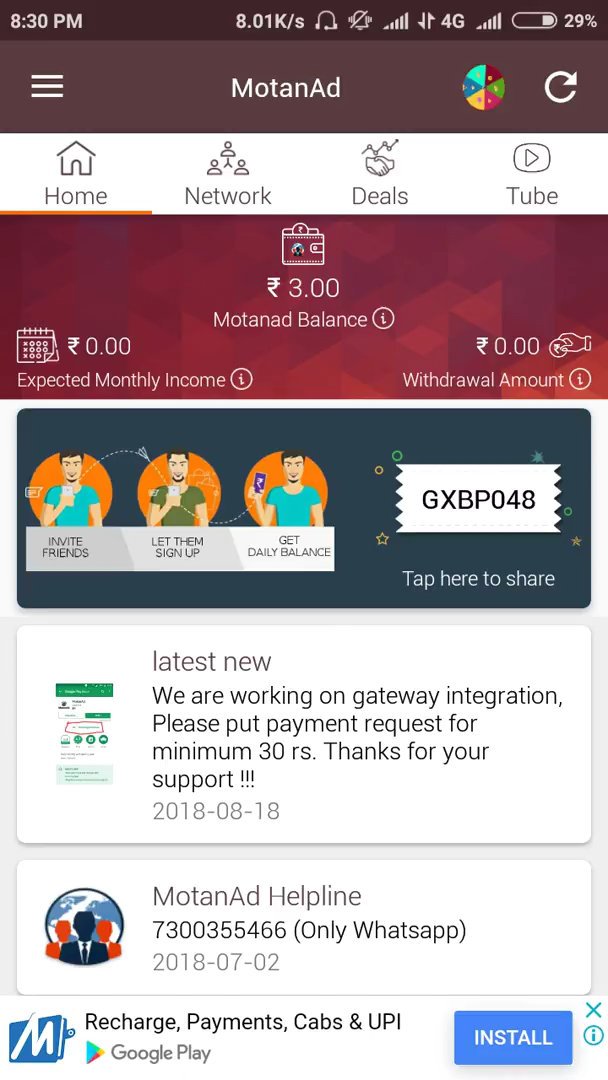 8:30 PM 8.01K/s 4G 29%
MotanAd
Home Network Deals Tube
₹ 3.00
Motanad Balance
₹ 0.00 ₹ 0.00
Expected Monthly Income Withdrawal Amount
INVITE FRIENDS
LET THEM SIGN UP
GET DAILY BALANCE
GXBP048
Tap here to share
latest new
We are working on gateway integration,
Please put payment request for
minimum 30 rs. Thanks for your
support !!!
2018-08-18
MotanAd Helpline
7300355466 (Only Whatsapp)
2018-07-02
Recharge, Payments, Cabs & UPI
Google Play
INSTALL